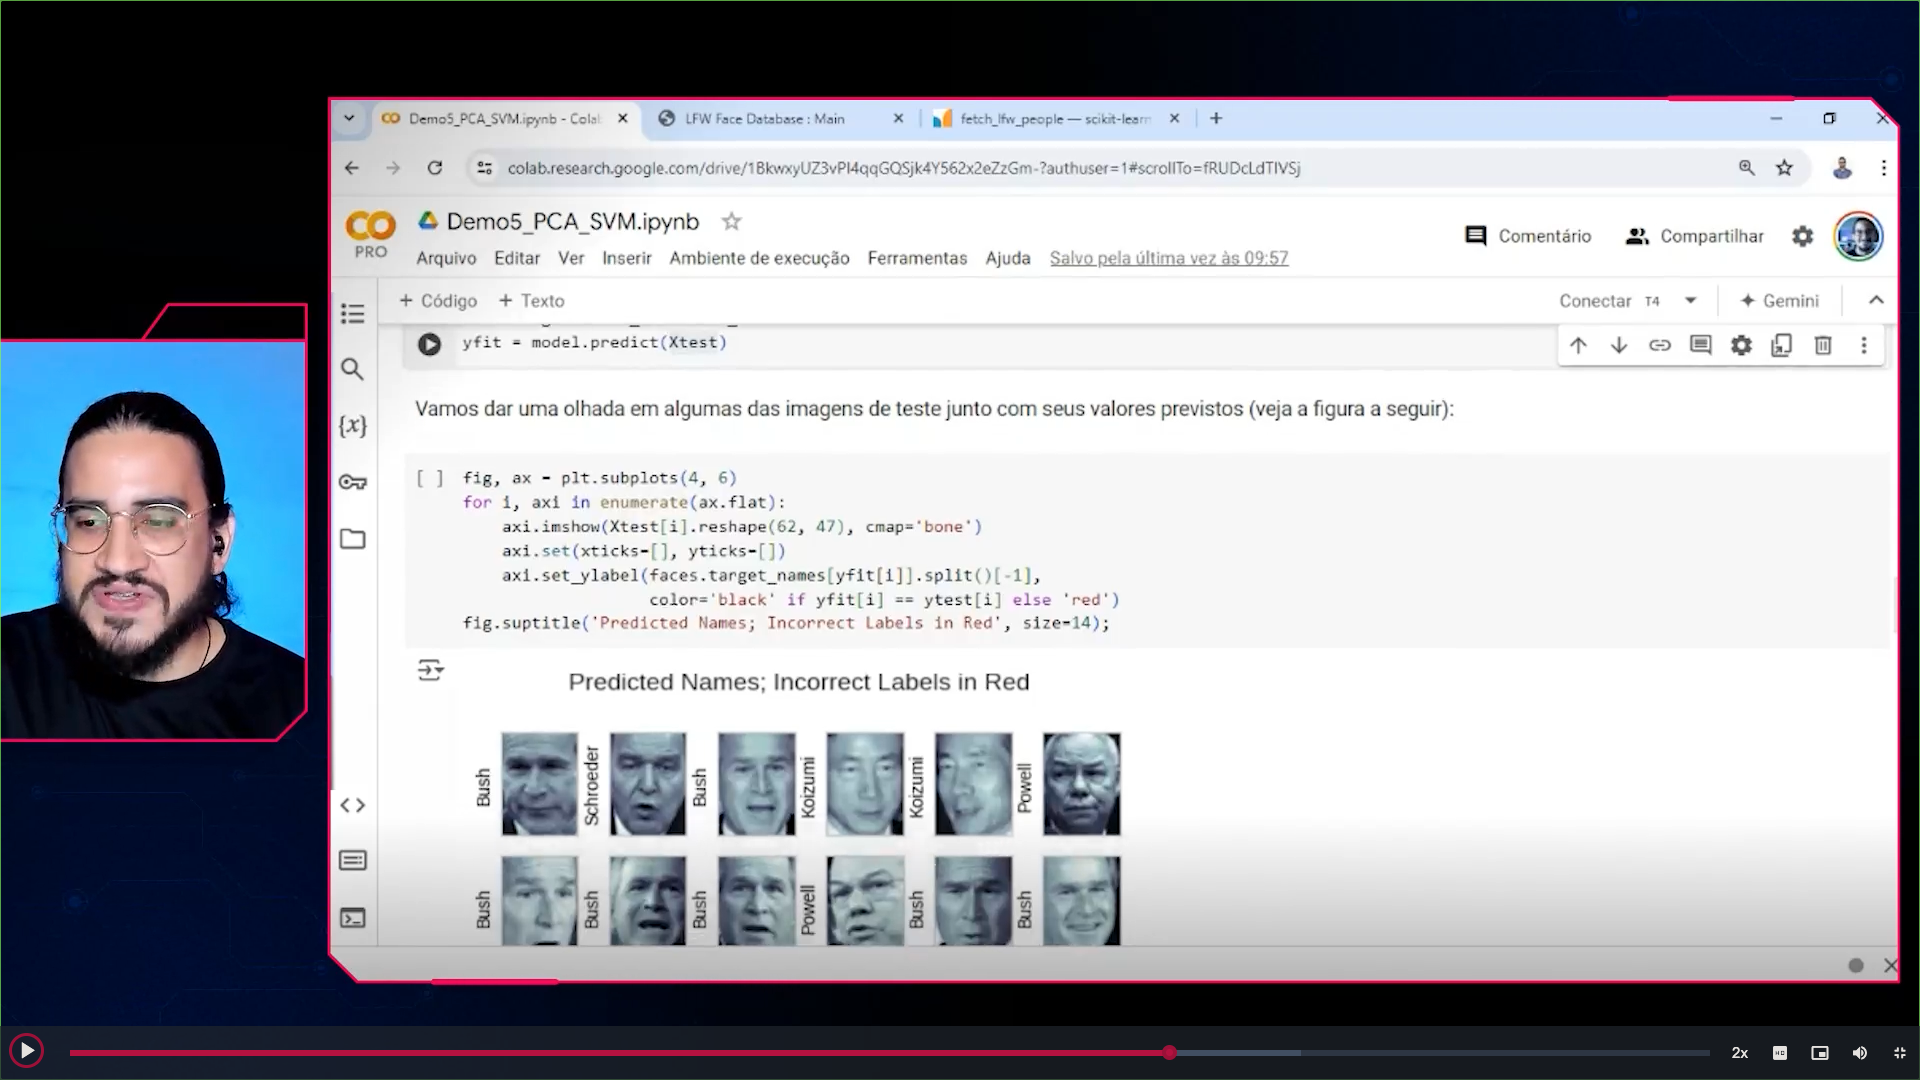 Demo5_PCA_SVM.ipynb - Cola
LFW Face Database : Main
fetch_lfw_people — scikit-learn
colab.research.google.com/drive/1BkwxyUZ3vPI4qqGQSjk4Y562x2eZzGm-?authuser=1#scrollTo=fRUDcLdTIVSj
CO
PRO
Demo5_PCA_SVM.ipynb
Comentário
Compartilhar
Arquivo Editar Ver Inserir Ambiente de execução Ferramentas Ajuda Salvo pela última vez às 09:57
+ Código + Texto
Conectar T4
Gemini
yfit = model.predict(Xtest)
Vamos dar uma olhada em algumas das imagens de teste junto com seus valores previstos (veja a figura a seguir):
[ ] fig, ax = plt.subplots(4, 6)
for i, axi in enumerate(ax.flat):
axi.imshow(Xtest[i].reshape(62, 47), cmap='bone')
axi.set(xticks=[], yticks=[])
axi.set_ylabel(faces.target_names[yfit[i]].split()[-1],
color='black' if yfit[i] == ytest[i] else 'red')
fig.suptitle('Predicted Names; Incorrect Labels in Red', size=14);
Predicted Names; Incorrect Labels in Red
Bush
Schroeder
Bush
Koizumi
Koizumi
Powell
Bush
Bush
Bush
Powell
Bush
Bush
2x
HD